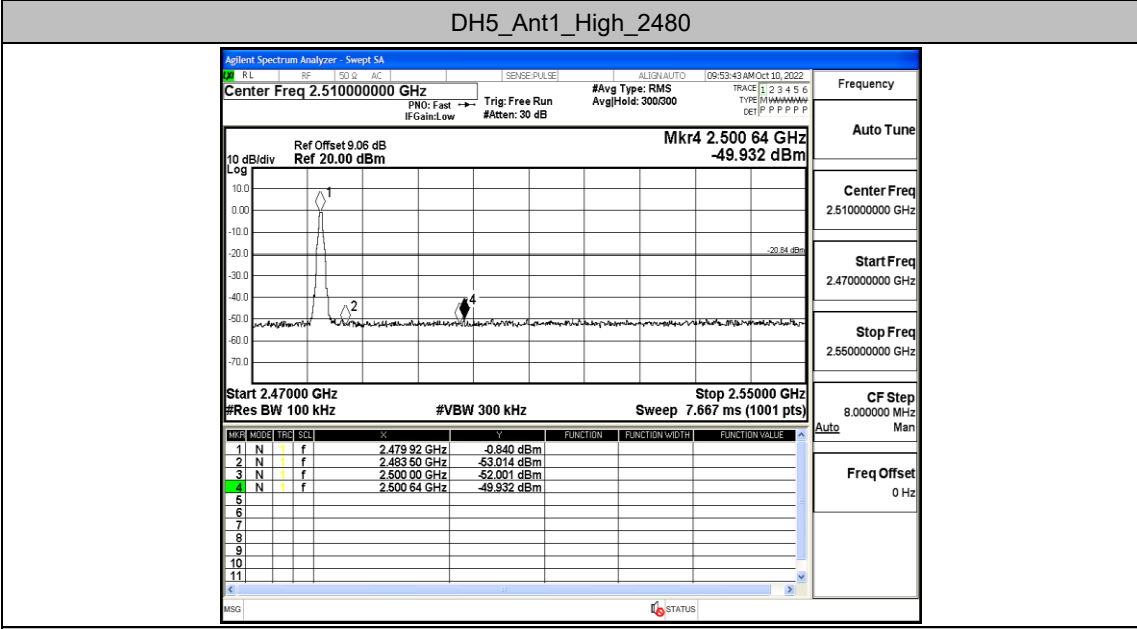 DH5_Ant1_High_2480
Agilent Spectrum Analyzer - Swept SA
LXI RL RF 50 Ω AC SENSE:PULSE ALIGN AUTO 09:53:43 AM Oct 10, 2022
Center Freq 2.510000000 GHz
PNO: Fast
IFGain:Low
Trig: Free Run
#Atten: 30 dB
#Avg Type: RMS
Avg|Hold: 300/300
TRACE 1 2 3 4 5 6
TYPE M WWWWW
DET P P P P P P
Mkr4 2.500 64 GHz
-49.932 dBm
Ref Offset 9.06 dB
10 dB/div Ref 20.00 dBm
Log
10.0
0.00
-10.0
-20.0
-30.0
-40.0
-50.0
-60.0
-70.0
1
2
4
-20.84 dBm
Start 2.47000 GHz Stop 2.55000 GHz
#Res BW 100 kHz #VBW 300 kHz Sweep 7.667 ms (1001 pts)
MKR MODE TRC SCL X Y FUNCTION FUNCTION WIDTH FUNCTION VALUE
1 N 1 f 2.479 92 GHz -0.840 dBm
2 N 1 f 2.483 50 GHz -53.014 dBm
3 N 1 f 2.500 00 GHz -52.001 dBm
4 N 1 f 2.500 64 GHz -49.932 dBm
5
6
7
8
9
10
11
MSG STATUS
Frequency
Auto Tune
Center Freq
2.510000000 GHz
Start Freq
2.470000000 GHz
Stop Freq
2.550000000 GHz
CF Step
8.000000 MHz
Auto Man
Freq Offset
0 Hz